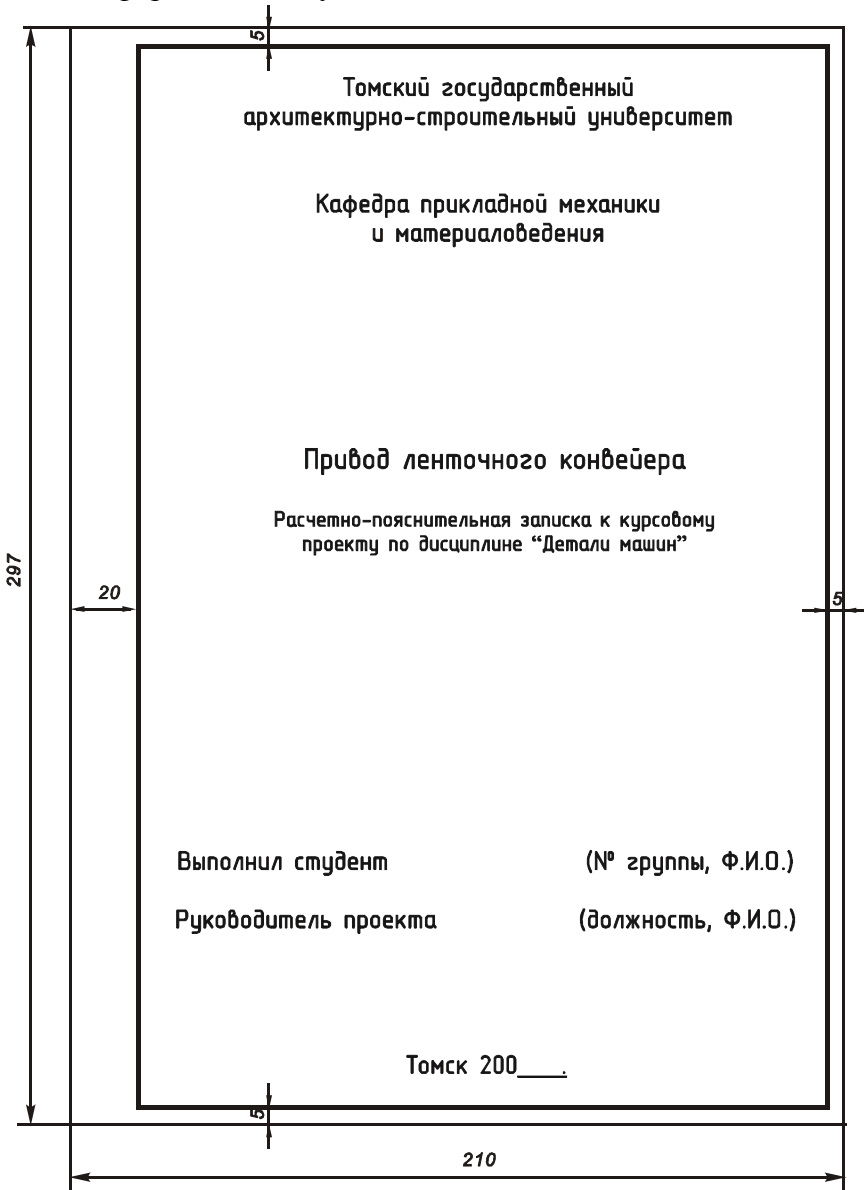 5
Томский государственный
архитектурно-строительный университет
Кафедра прикладной механики
и материаловедения
Привод ленточного конвейера
Расчетно-пояснительная записка к курсовому
проекту по дисциплине “Детали машин”
297
20
5
Выполнил студент (№ группы, Ф.И.О.)
Руководитель проекта (должность, Ф.И.О.)
Томск 200____.
5
210